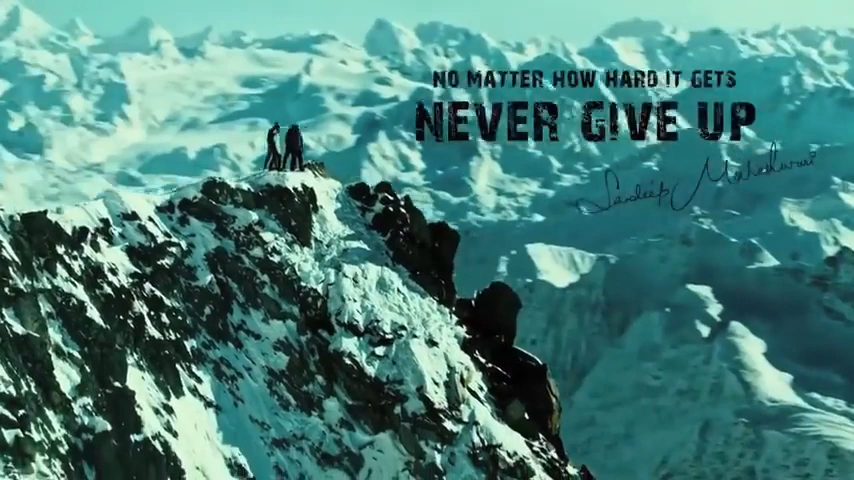 NO MATTER HOW HARD IT GETS
NEVER GIVE UP
Sandeep Maheshwari